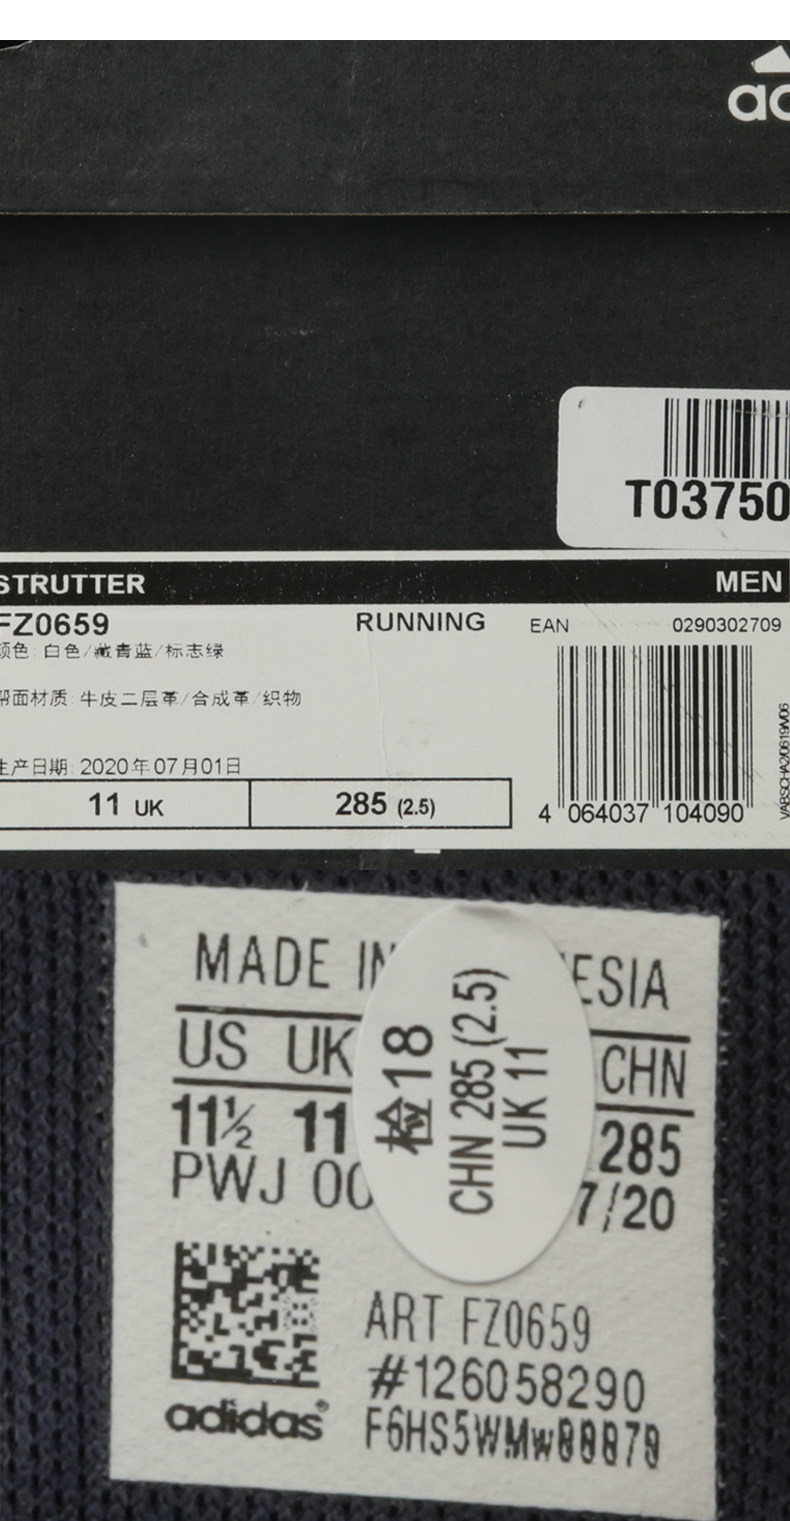 T03750
STRUTTER
MEN
FZ0659
RUNNING
EAN
0290302709
颜色: 白色/藏青蓝/标志绿
帮面材质: 牛皮二层革/合成革/织物
生产日期: 2020年07月01日
11 UK
285 (2.5)
4 064037 104090
MADE IN
ESIA
US UK
CHN
11½ 11
285
PWJ 00
7/20
检18
CHN 285 (2.5)
UK 11
ART FZ0659
#126058290
adidas®